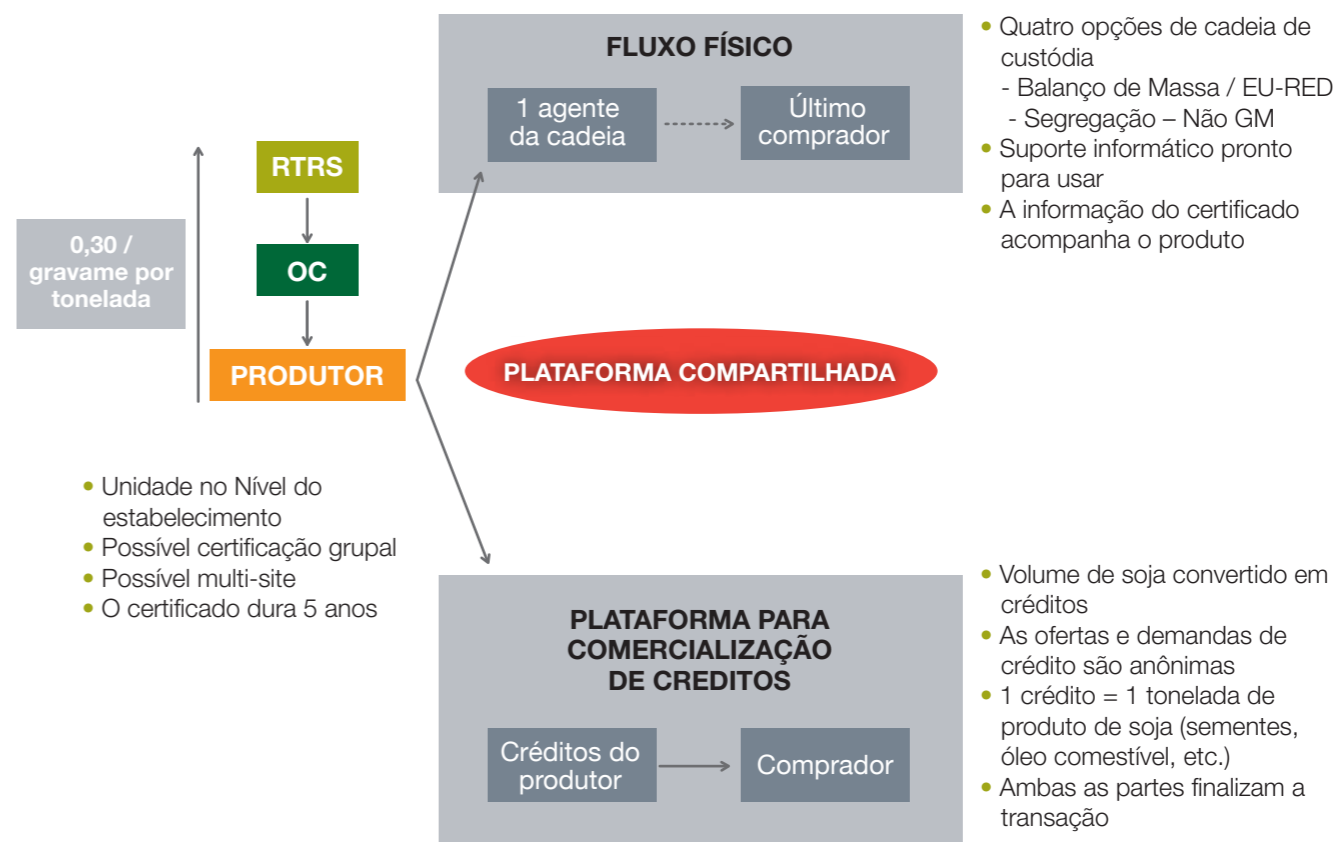 FLUXO FÍSICO
1 agente
da cadeia
Último
comprador
• Quatro opções de cadeia de
custódia
- Balanço de Massa / EU-RED
- Segregação – Não GM
• Suporte informático pronto
para usar
• A informação do certificado
acompanha o produto
RTRS
OC
PRODUTOR
0,30 /
gravame por
tonelada
PLATAFORMA COMPARTILHADA
• Unidade no Nível do
estabelecimento
• Possível certificação grupal
• Possível multi-site
• O certificado dura 5 anos
PLATAFORMA PARA
COMERCIALIZAÇÃO
DE CREDITOS
Créditos do
produtor
Comprador
• Volume de soja convertido em
créditos
• As ofertas e demandas de
crédito são anônimas
• 1 crédito = 1 tonelada de
produto de soja (sementes,
óleo comestível, etc.)
• Ambas as partes finalizam a
transação